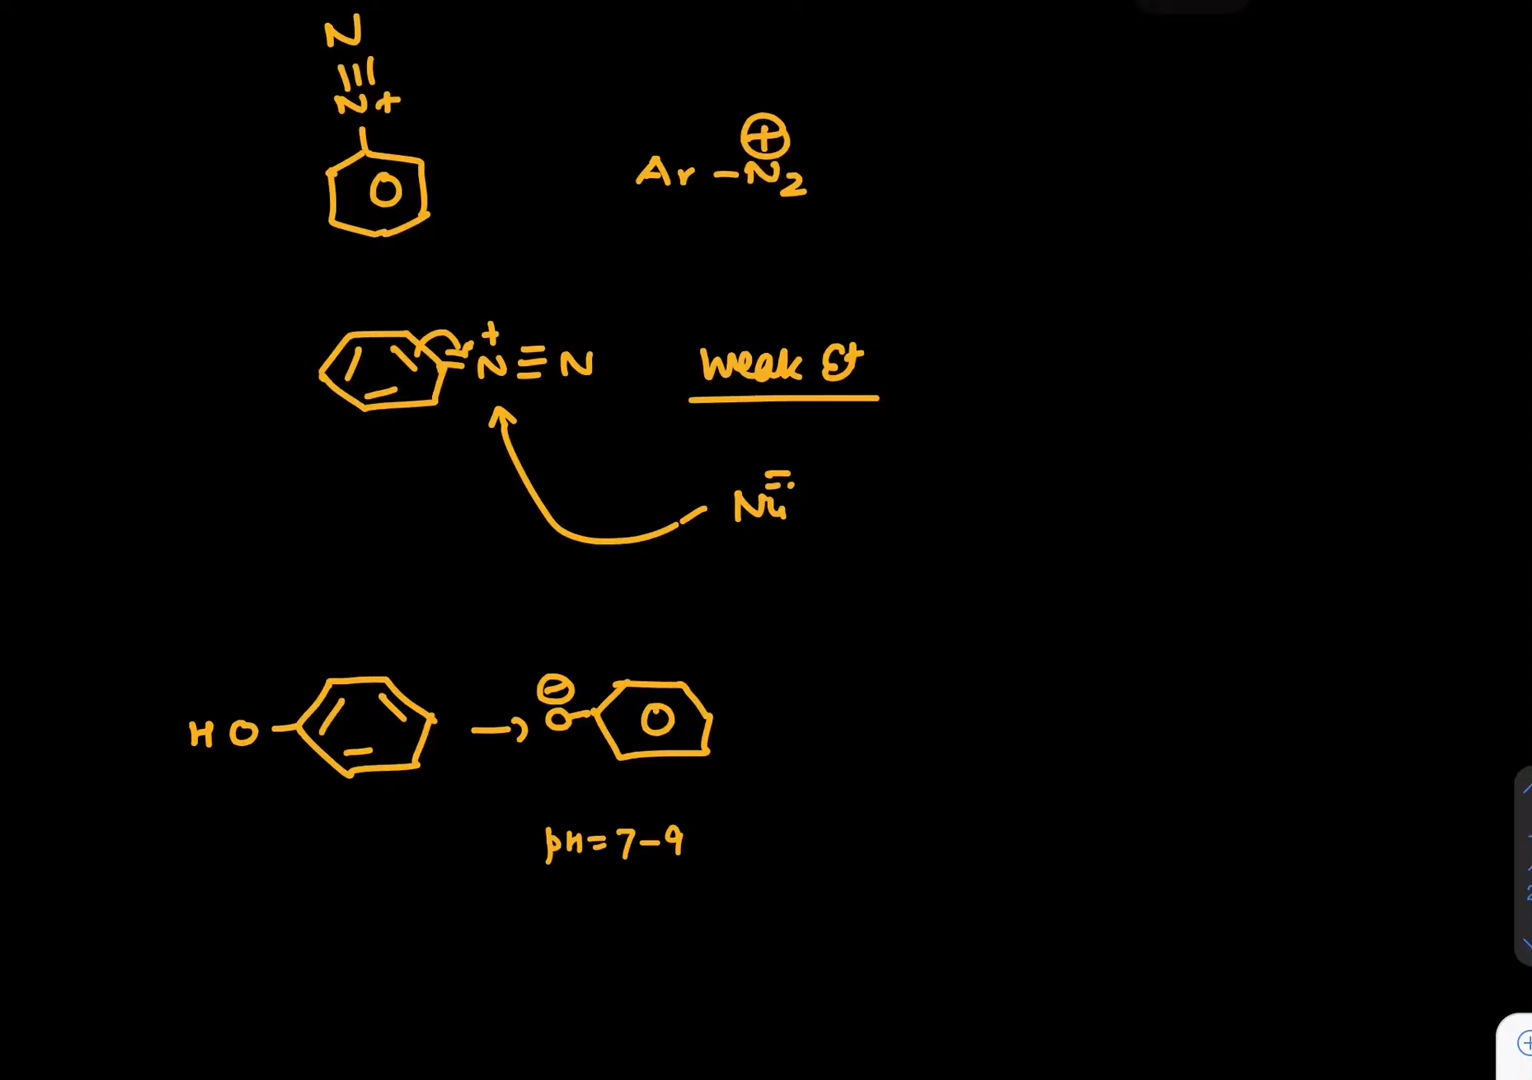 N
≡
N+
Ar-N₂ ⊕
N⁺≡N
Weak E+
Nu
HO → O ⊖
pH = 7-9